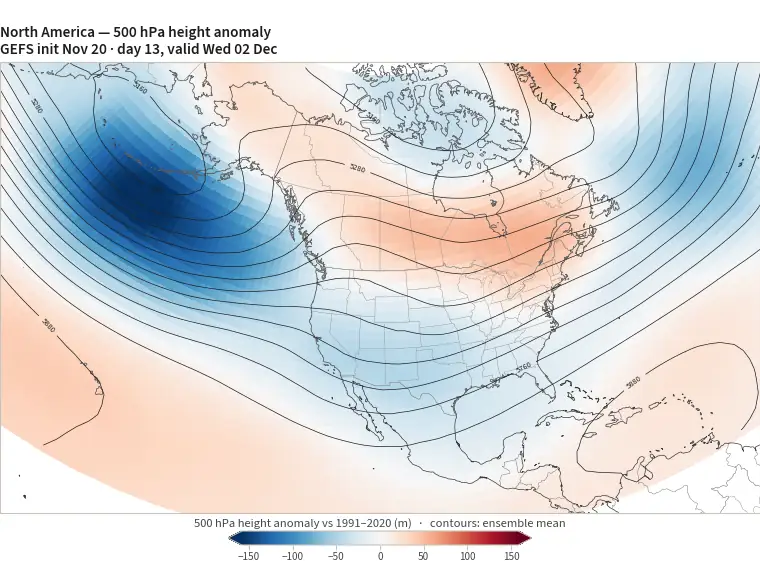 North America — 500 hPa height anomaly
GEFS init Nov 20 · day 13, valid Wed 02 Dec
5280
5280
5880
5760
5880
500 hPa height anomaly vs 1991–2020 (m)   ·   contours: ensemble mean
−150 −100 −50 0 50 100 150